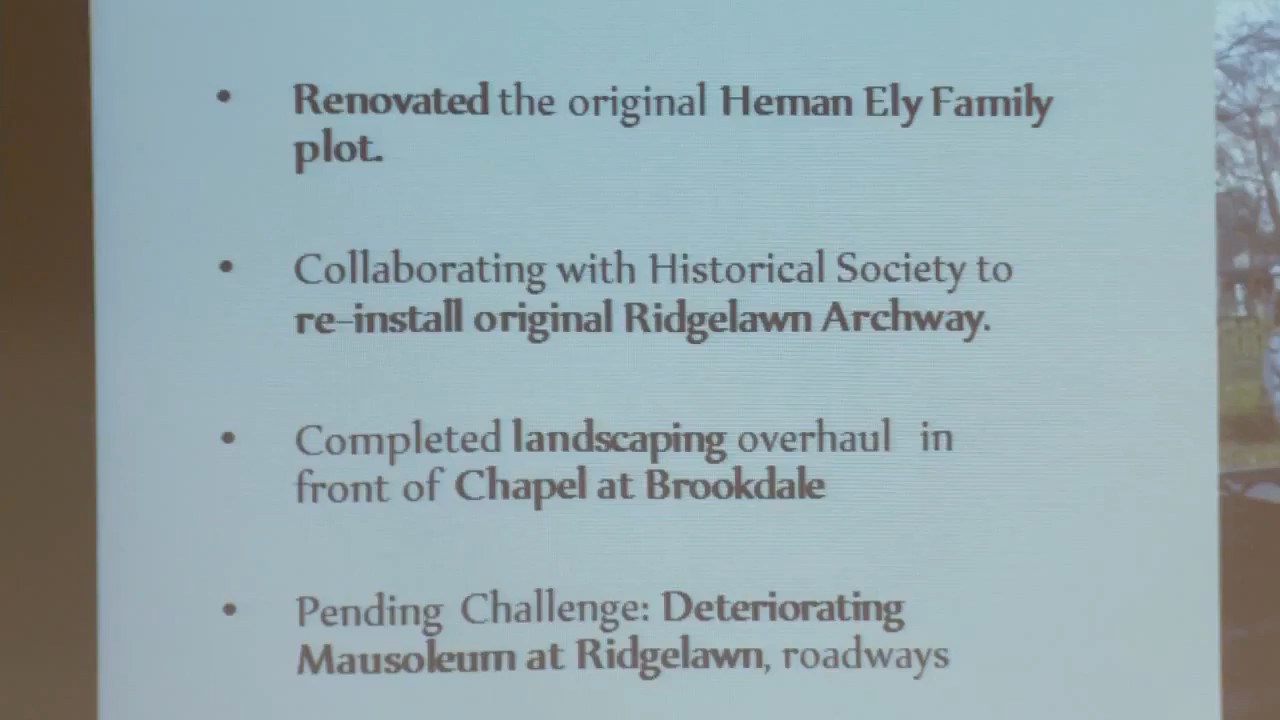 • Renovated the original Heman Ely Family
plot.
• Collaborating with Historical Society to
re-install original Ridgelawn Archway.
• Completed landscaping overhaul in
front of Chapel at Brookdale
• Pending Challenge: Deteriorating
Mausoleum at Ridgelawn, roadways